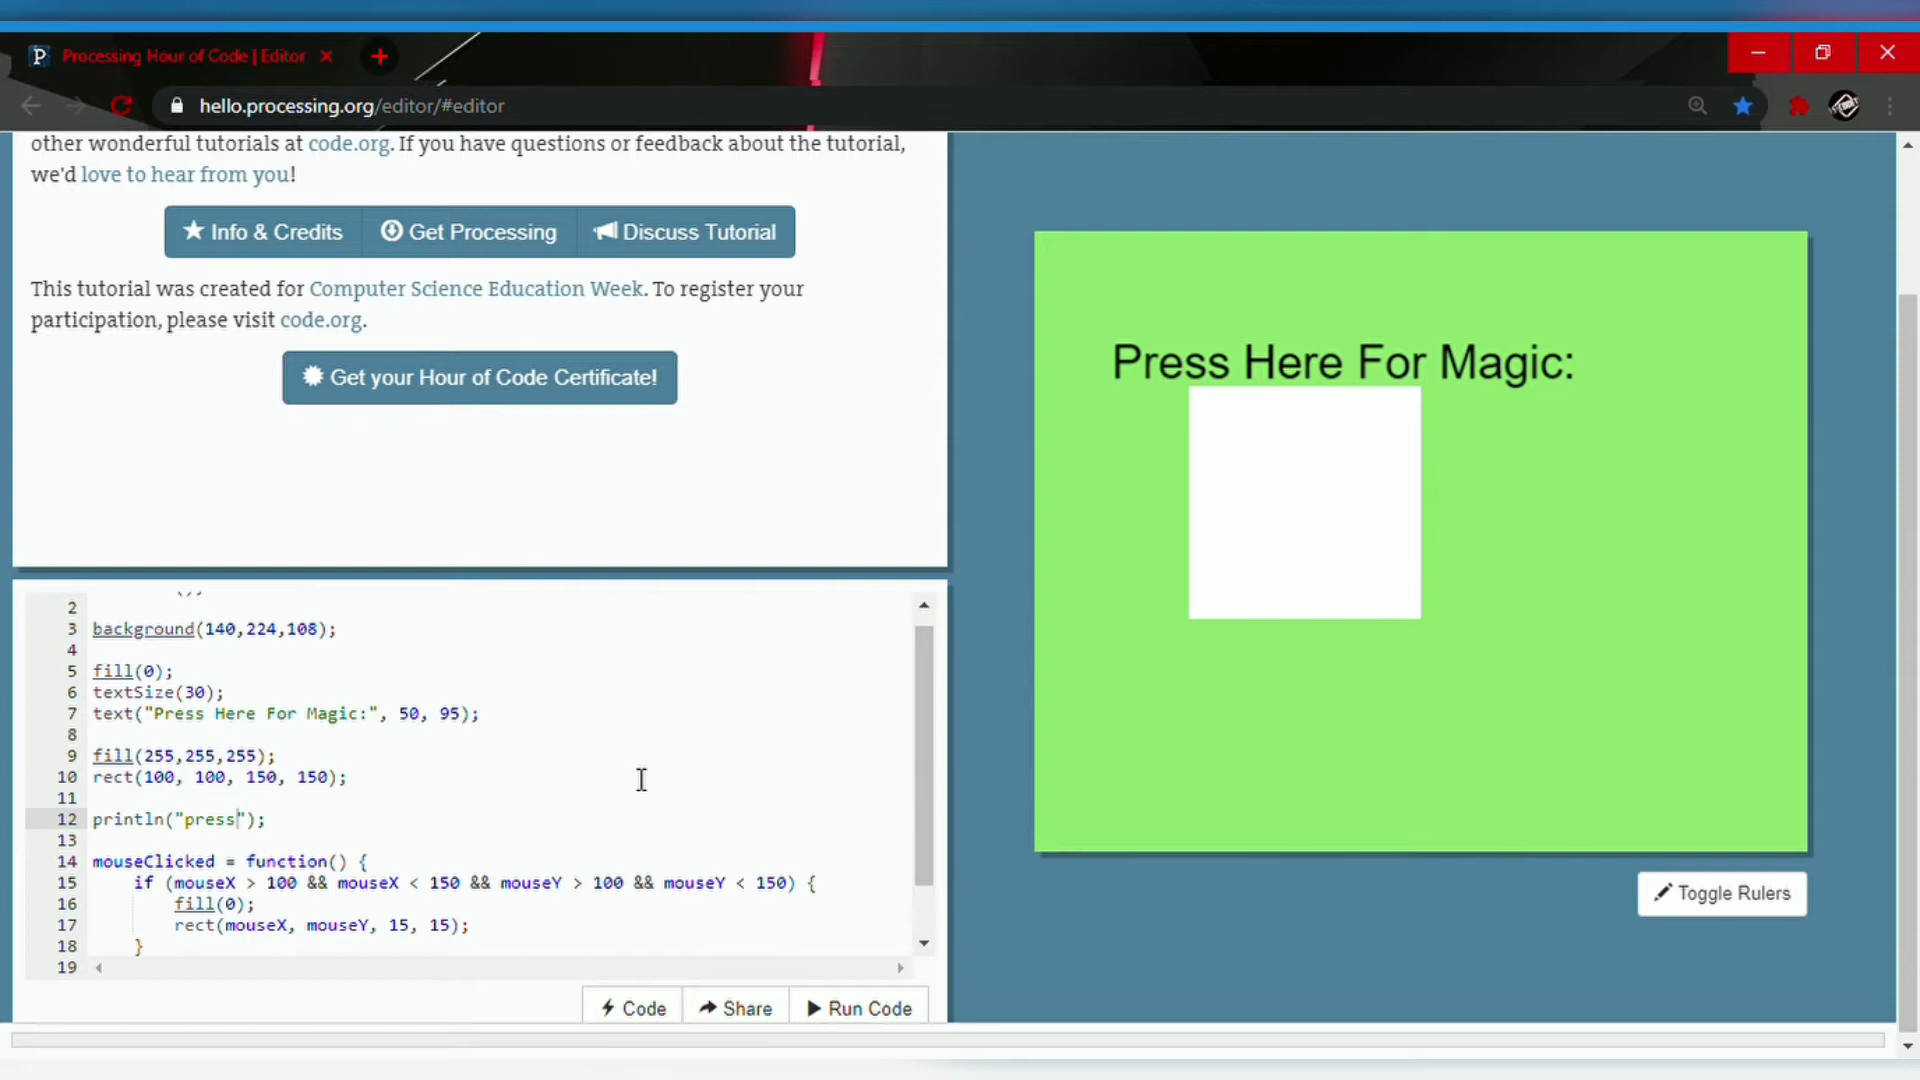 Processing Hour of Code | Editor
hello.processing.org/editor/#editor
other wonderful tutorials at code.org. If you have questions or feedback about the tutorial,
we'd love to hear from you!
Info & Credits
Get Processing
Discuss Tutorial
This tutorial was created for Computer Science Education Week. To register your
participation, please visit code.org.
Get your Hour of Code Certificate!
2
3 background(140,224,108);
4
5 fill(0);
6 textSize(30);
7 text("Press Here For Magic:", 50, 95);
8
9 fill(255,255,255);
10 rect(100, 100, 150, 150);
11
12 println("press");
13
14 mouseClicked = function() {
15 if (mouseX > 100 && mouseX < 150 && mouseY > 100 && mouseY < 150) {
16 fill(0);
17 rect(mouseX, mouseY, 15, 15);
18 }
19
Code
Share
Run Code
Press Here For Magic:
Toggle Rulers